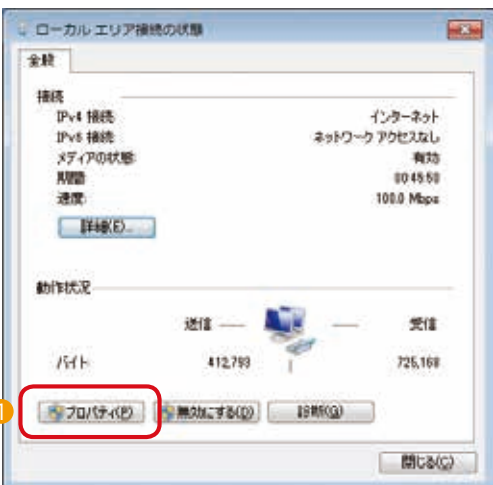 ローカル エリア接続の状態
全般
接続
IPv4 接続: インターネット
IPv6 接続: ネットワーク アクセスなし
メディアの状態: 有効
期間: 00:45:50
速度: 100.0 Mbps
詳細(E)...
動作状況
送信 — — 受信
バイト: 412,793 725,168
1 プロパティ(P) 無効にする(D) 診断(G)
閉じる(C)